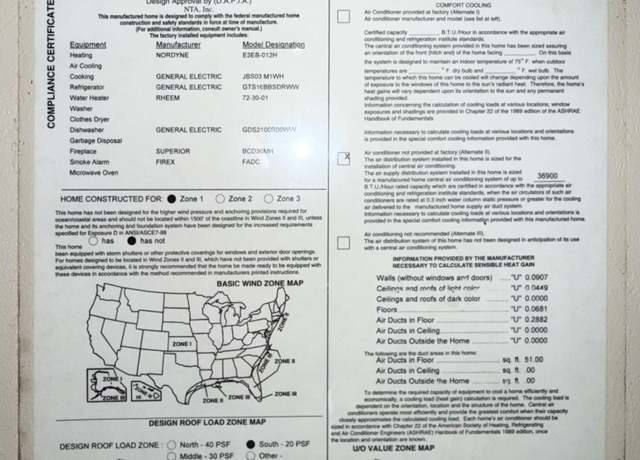 COMPLIANCE CERTIFICATE
Design Approval by (D.A.P.I.A.)
NTA, Inc.
This manufactured home is designed to comply with the federal manufactured home
construction and safety standards in force at time of manufacture.
(For additional information, consult owner's manual.)
The factory installed equipment includes:
Equipment Manufacturer Model Designation
Heating NORDYNE E3EB-012H
Air Cooling
Cooking GENERAL ELECTRIC JBS03 M1WH
Refrigerator GENERAL ELECTRIC GTS16BBSDRWW
Water Heater RHEEM 72-30-01
Washer
Clothes Dryer
Dishwasher GENERAL ELECTRIC
Garbage Disposal
Fireplace SUPERIOR
Smoke Alarm FIREX FADC
Microwave Oven
HOME CONSTRUCTED FOR: Zone 1 Zone 2 Zone 3
This home has not been designed for the higher wind pressure and anchoring provisions required for
ocean/coastal areas and should not be located within 1500' of the coastline in Wind Zones II and III, unless
the home and its anchoring and foundation system have been designed for the increased requirements
specified for Exposure D in ANSI/ASCE7-88
This home has has not
been equipped with storm shutters or other protective coverings for windows and exterior door openings.
For homes designed to be located in Wind Zones II and III, which have not been provided with shutters or
equivalent covering devices, it is strongly recommended that the home be made ready to be equipped with
these devices in accordance with the method recommended in manufacturers printed instructions.
BASIC WIND ZONE MAP
ZONE I
ZONE II
ZONE III
ZONE II
ZONE III
ZONE I
ZONE III
HI
ZONE II
ZONE III
DESIGN ROOF LOAD ZONE MAP
DESIGN ROOF LOAD ZONE : North - 40 PSF South - 20 PSF
Middle - 30 PSF Other -
COMFORT COOLING
Air Conditioner provided at factory (Alternate I)
Air conditioner manufacturer and model (see list at left).
Certified capacity B.T.U./Hour in accordance with the appropriate air
conditioning and refrigeration institute standards.
The central air conditioning system provided in this home has been sized assuring
an orientation of the front (hitch end) of the home facing On this basis
the system is designed to maintain an indoor temperature of 75° F. when outdoor
temperatures are ° F. dry bulb and ° F. wet bulb. The
temperature to which this home can be cooled will change depending upon the amount
of exposure to the windows of this home to this sun's radiant heat. Therefore, the home's
heat gains will vary dependent upon its orientation to the sun and any permanent
shading provided.
Information concerning the calculation of cooling loads at various locations, window
exposures and shadings are provided in Chapter 22 of the 1989 edition of the ASHRAE
Handbook of Fundamentals.
Information necessary to calculate cooling loads at various locations and orientations
is provided in the special comfort cooling information provided with this home.
X
Air conditioner not provided at factory (Alternate II).
The air distribution system installed in this home is sized for the
installation of central air conditioning.
The air supply distribution system installed in this home is sized
for a manufactured home central air conditioning system of up to 36900
B.T.U./Hour rated capacity which are certified in accordance with the appropriate air
conditioning and refrigeration institute standards, when the air circulators of such air
conditioners are rated at 0.3 inch water column static pressure or greater for the cooling
air delivered to the manufactured home supply air duct system.
Information necessary to calculate cooling loads at various locations and orientations is
provided in the special comfort cooling information provided with this manufactured home.
Air conditioning not recommended (Alternate III).
The air distribution system of this home has not been designed in anticipation of its use
with a central air conditioning system.
INFORMATION PROVIDED BY THE MANUFACTURER
NECESSARY TO CALCULATE SENSIBLE HEAT GAIN
Walls (without windows and doors) ..... "U" 0.0907
Ceilings and roofs of light color "U" 0.0449
Ceilings and roofs of dark color "U" 0.0000
Floors "U" 0.0681
Air Ducts in Floor "U" 0.2882
Air Ducts in Ceiling "U" 0.0000
Air Ducts Outside the Home "U" 0.0000
The following are the duct areas in this home:
Air Ducts in Floor sq. ft. 51.00
Air Ducts in Ceiling sq. ft. .00
Air Ducts Outside the Home sq. ft. .00
To determine the required capacity of equipment to cool a home efficiently and
economically, a cooling load (heat gain) calculation is required. The cooling load is
dependent on the orientation, location and the structure of the home. Central air
conditioners operate most efficiently and provide the greatest comfort when their capacity
closely approximates the calculated cooling load. Each home's air conditioner should be
sized in accordance with Chapter 22 of the American Society of Heating, Refrigerating
and Air Conditioning Engineers (ASHRAE) Handbook of Fundamentals 1989 edition, once
the location and orientation are known.
U/O VALUE ZONE MAP